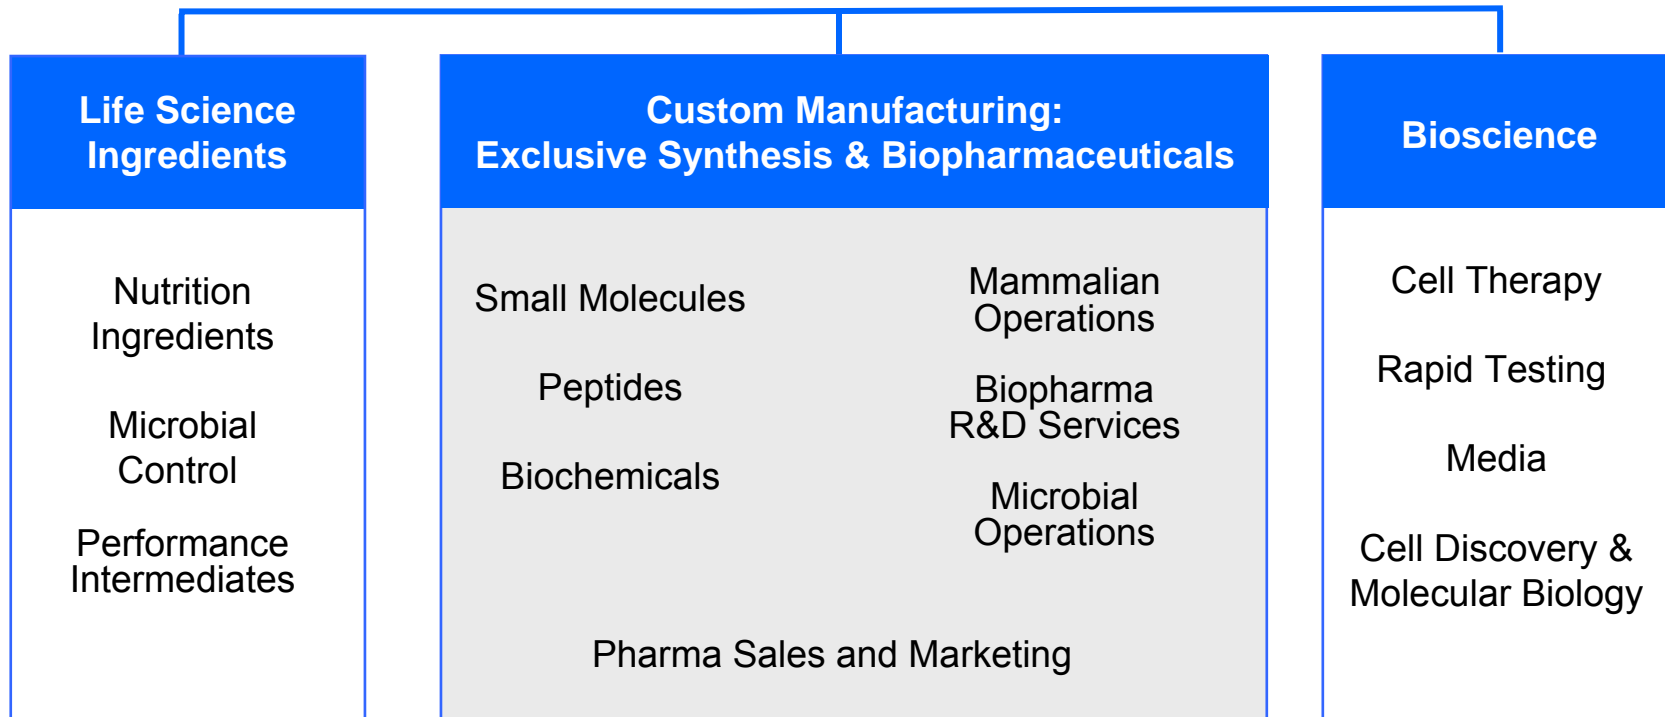 Life Science
Ingredients
Nutrition
Ingredients
Microbial
Control
Performance
Intermediates
Custom Manufacturing:
Exclusive Synthesis & Biopharmaceuticals
Small Molecules
Peptides
Biochemicals
Mammalian
Operations
Biopharma
R&D Services
Microbial
Operations
Pharma Sales and Marketing
Bioscience
Cell Therapy
Rapid Testing
Media
Cell Discovery &
Molecular Biology